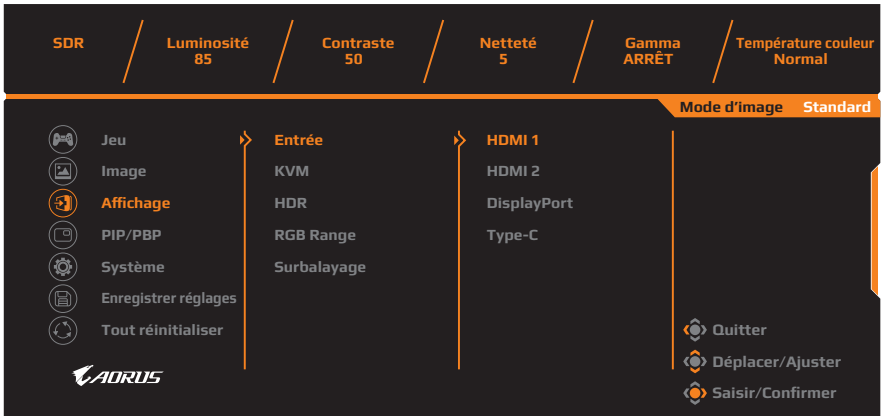 SDR
Luminosité
85
Contraste
50
Netteté
5
Gamma
ARRÊT
Température couleur
Normal
Mode d'image Standard
Jeu
Image
Affichage
PIP/PBP
Système
Enregistrer réglages
Tout réinitialiser
Entrée
KVM
HDR
RGB Range
Surbalayage
HDMI 1
HDMI 2
DisplayPort
Type-C
Quitter
Déplacer/Ajuster
Saisir/Confirmer
AORUS